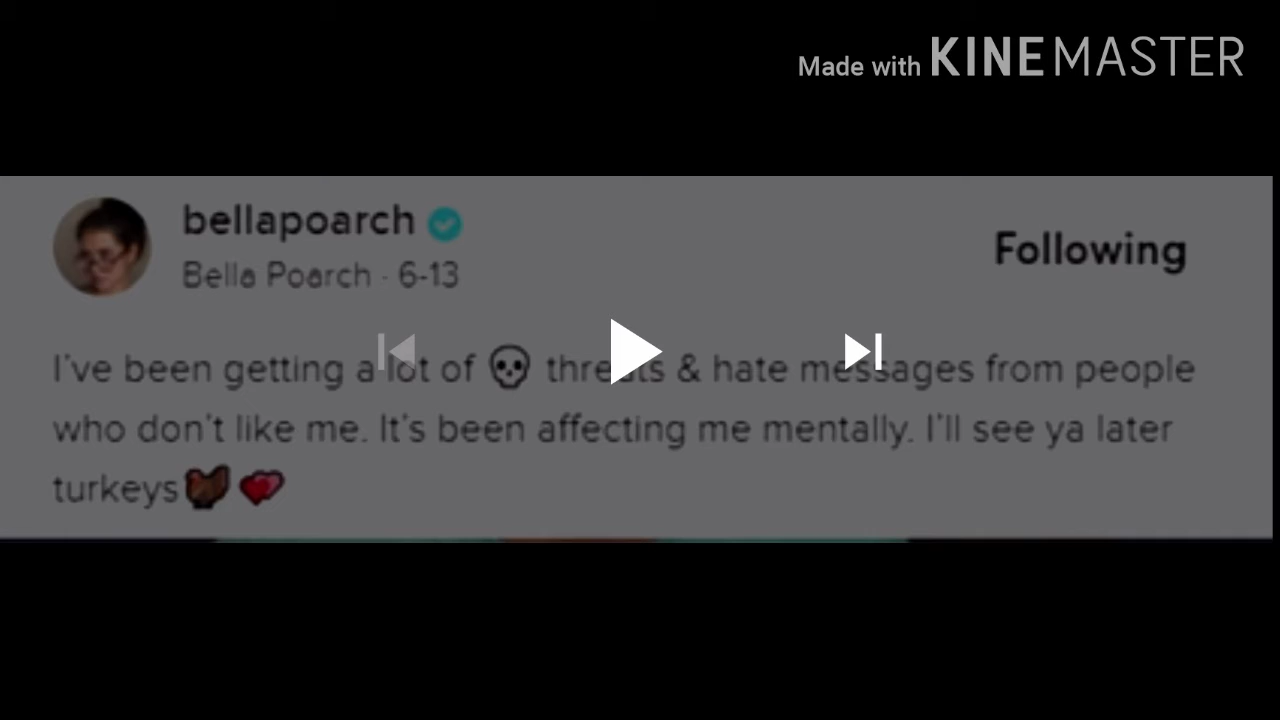 Made with KINEMASTER
bellapoarch
Bella Poarch · 6-13
Following
I've been getting a lot of 💀 threats & hate messages from people
who don't like me. It's been affecting me mentally. I'll see ya later
turkeys🦃💕